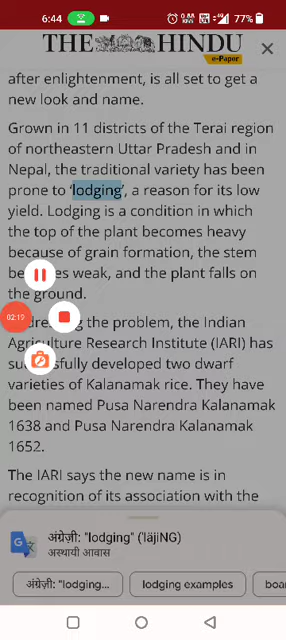 6:44
0.88
KB/S
4G
77%
THE HINDU
e-Paper
after enlightenment, is all set to get a
new look and name.
Grown in 11 districts of the Terai region
of northeastern Uttar Pradesh and in
Nepal, the traditional variety has been
prone to ‘lodging’, a reason for its low
yield. Lodging is a condition in which
the top of the plant becomes heavy
because of grain formation, the stem
be es weak, and the plant falls on
the ground.
02:19
dre g the problem, the Indian
Agric re Research Institute (IARI) has
su sfully developed two dwarf
varieties of Kalanamak rice. They have
been named Pusa Narendra Kalanamak
1638 and Pusa Narendra Kalanamak
1652.
The IARI says the new name is in
recognition of its association with the
अंग्रेज़ी: "lodging" (ˈläjiNG)
अस्थायी आवास
अंग्रेज़ी: "lodging...
lodging examples
boa